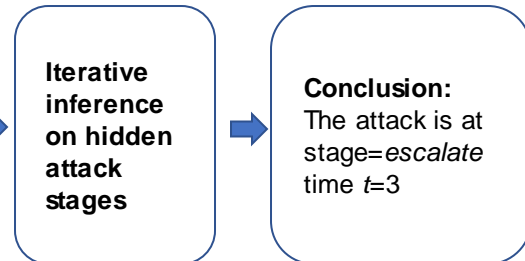 Iterative
inference
on hidden
attack
stages
Conclusion:
The attack is at
stage=escalate
time t=3